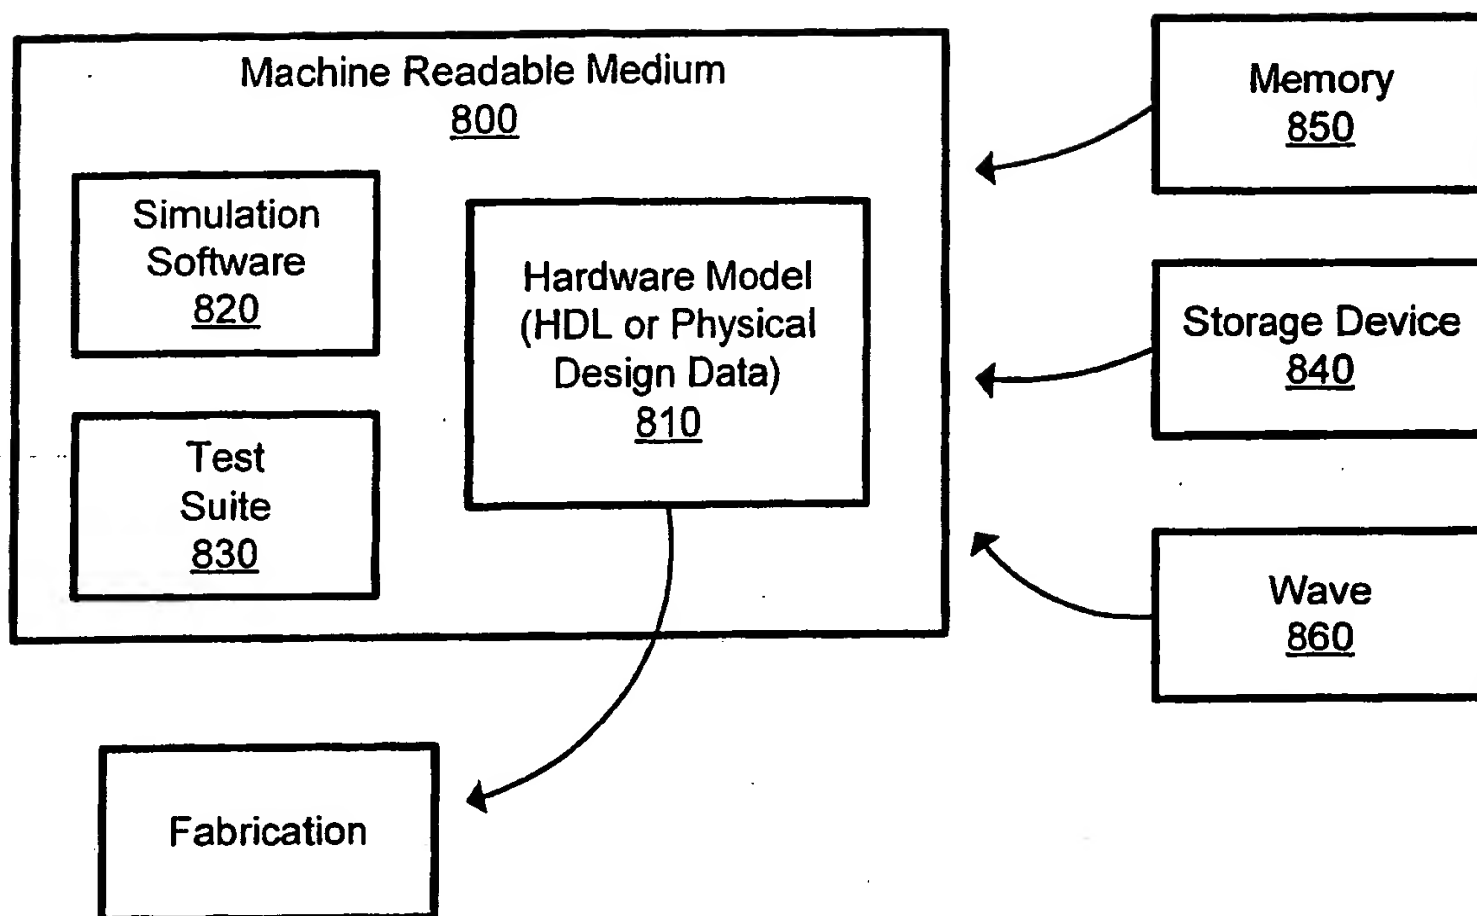 Machine Readable Medium
800
Simulation
Software
820
Hardware Model
(HDL or Physical
Design Data)
810
Test
Suite
830
Memory
850
Storage Device
840
Wave
860
Fabrication